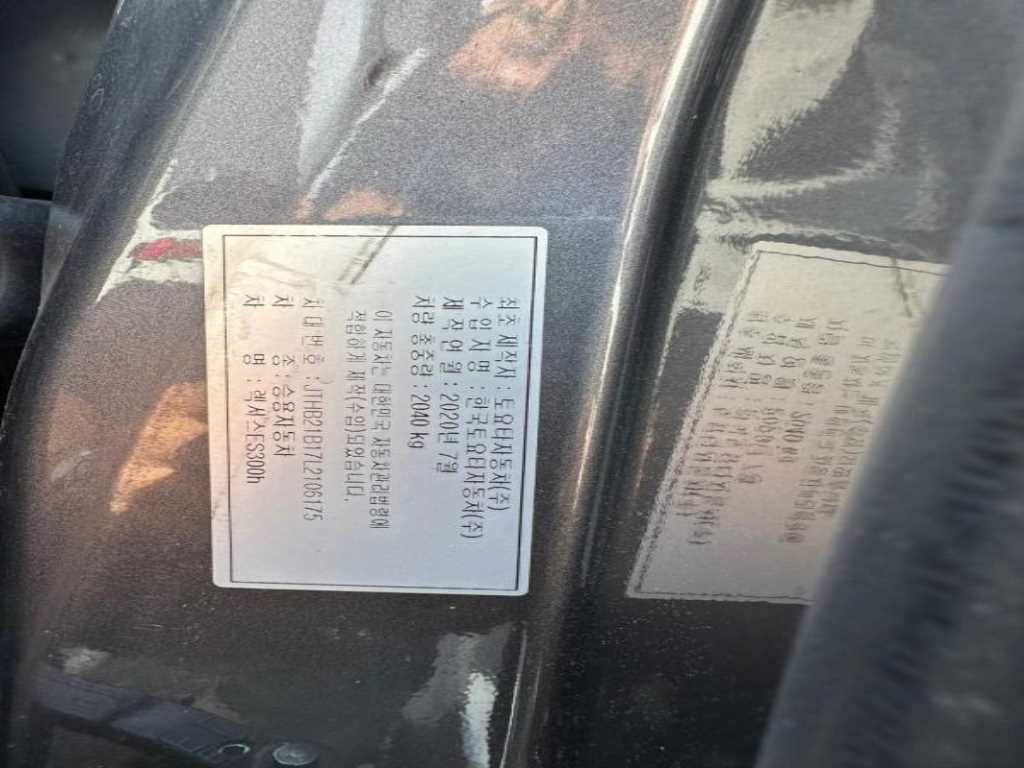 최초 제작자 : 토요타자동차(주)
수 입 자 명 : 한국토요타자동차(주)
제 작 연 월 : 2020년 7월
차량 총중량 : 2040 kg
이 자동차는 대한민국 자동차관리법령에
적합하게 제작(수입)되었습니다.
차 대 번 호 : JTHB21B17L2106175
차 종 : 승용자동차
차 명 : 렉서스ES300h